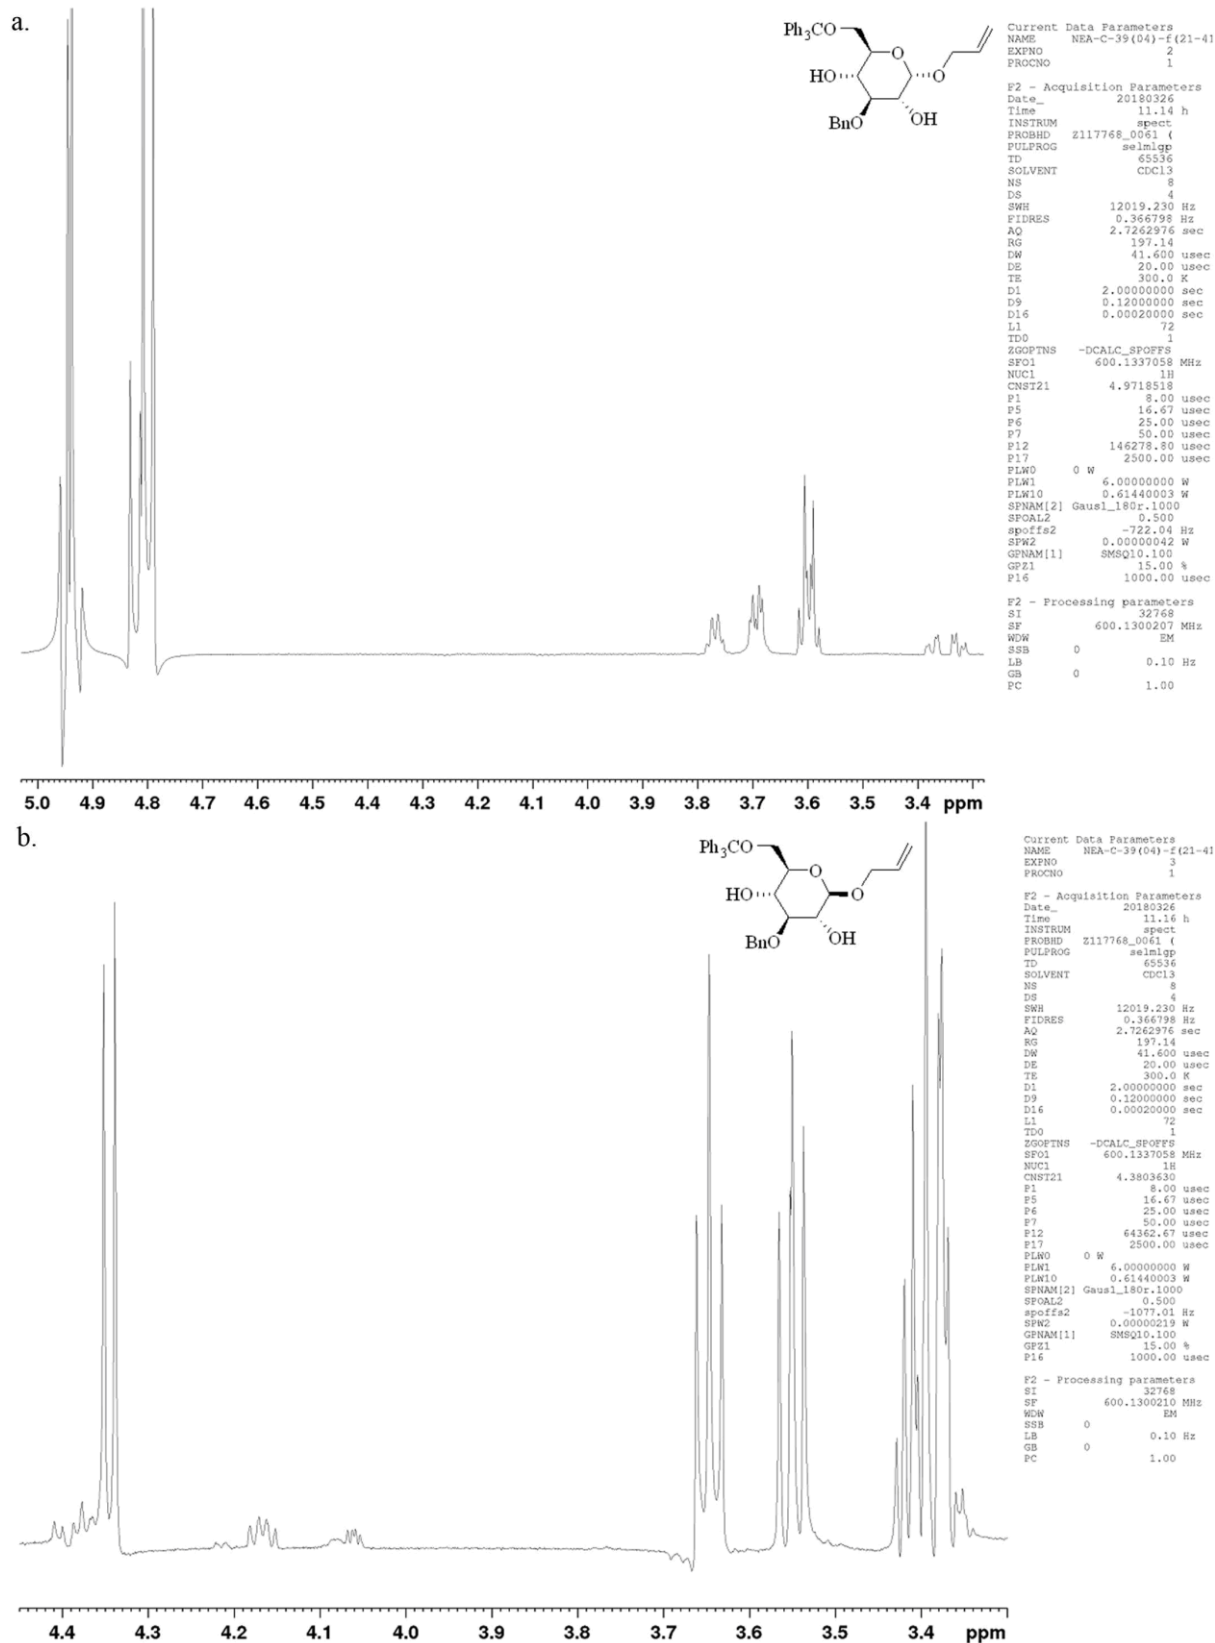 a.
Ph3CO
O
HO
O
BnO
OH
Current Data Parameters
NAME NEA-C-39(04)-f(21-41
EXPNO 2
PROCNO 1
F2 - Acquisition Parameters
Date_ 20180326
Time 11.14 h
INSTRUM spect
PROBHD Z117768_0061 (
PULPROG selmlgp
TD 65536
SOLVENT CDCl3
NS 8
DS 4
SWH 12019.230 Hz
FIDRES 0.366798 Hz
AQ 2.7262976 sec
RG 197.14
DW 41.600 usec
DE 20.00 usec
TE 300.0 K
D1 2.00000000 sec
D9 0.12000000 sec
D16 0.00020000 sec
L1 72
TD0 1
ZGOPTNS -DCALC_SPOFFS
SFO1 600.1337058 MHz
NUC1 1H
CNST21 4.9718518
P1 8.00 usec
P5 16.67 usec
P6 25.00 usec
P7 50.00 usec
P12 146278.80 usec
P17 2500.00 usec
PLW0 0 W
PLW1 6.00000000 W
PLW10 0.61440003 W
SPNAM[2] Gaus1_180r.1000
SPOAL2 0.500
spoffs2 -722.04 Hz
SPW2 0.00000042 W
GPNAM[1] SMSQ10.100
GPZ1 15.00 %
P16 1000.00 usec
F2 - Processing parameters
SI 32768
SF 600.1300207 MHz
WDW EM
SSB 0
LB 0.10 Hz
GB 0
PC 1.00
5.0 4.9 4.8 4.7 4.6 4.5 4.4 4.3 4.2 4.1 4.0 3.9 3.8 3.7 3.6 3.5 3.4 ppm
b.
Ph3CO
O
HO
O
BnO
OH
Current Data Parameters
NAME NEA-C-39(04)-f(21-41
EXPNO 3
PROCNO 1
F2 - Acquisition Parameters
Date_ 20180326
Time 11.16 h
INSTRUM spect
PROBHD Z117768_0061 (
PULPROG selmlgp
TD 65536
SOLVENT CDCl3
NS 8
DS 4
SWH 12019.230 Hz
FIDRES 0.366798 Hz
AQ 2.7262976 sec
RG 197.14
DW 41.600 usec
DE 20.00 usec
TE 300.0 K
D1 2.00000000 sec
D9 0.12000000 sec
D16 0.00020000 sec
L1 72
TD0 1
ZGOPTNS -DCALC_SPOFFS
SFO1 600.1337058 MHz
NUC1 1H
CNST21 4.3803630
P1 8.00 usec
P5 16.67 usec
P6 25.00 usec
P7 50.00 usec
P12 64362.67 usec
P17 2500.00 usec
PLW0 0 W
PLW1 6.00000000 W
PLW10 0.61440003 W
SPNAM[2] Gaus1_180r.1000
SPOAL2 0.500
spoffs2 -1077.01 Hz
SPW2 0.00000219 W
GPNAM[1] SMSQ10.100
GPZ1 15.00 %
P16 1000.00 usec
F2 - Processing parameters
SI 32768
SF 600.1300210 MHz
WDW EM
SSB 0
LB 0.10 Hz
GB 0
PC 1.00
4.4 4.3 4.2 4.1 4.0 3.9 3.8 3.7 3.6 3.5 3.4 ppm